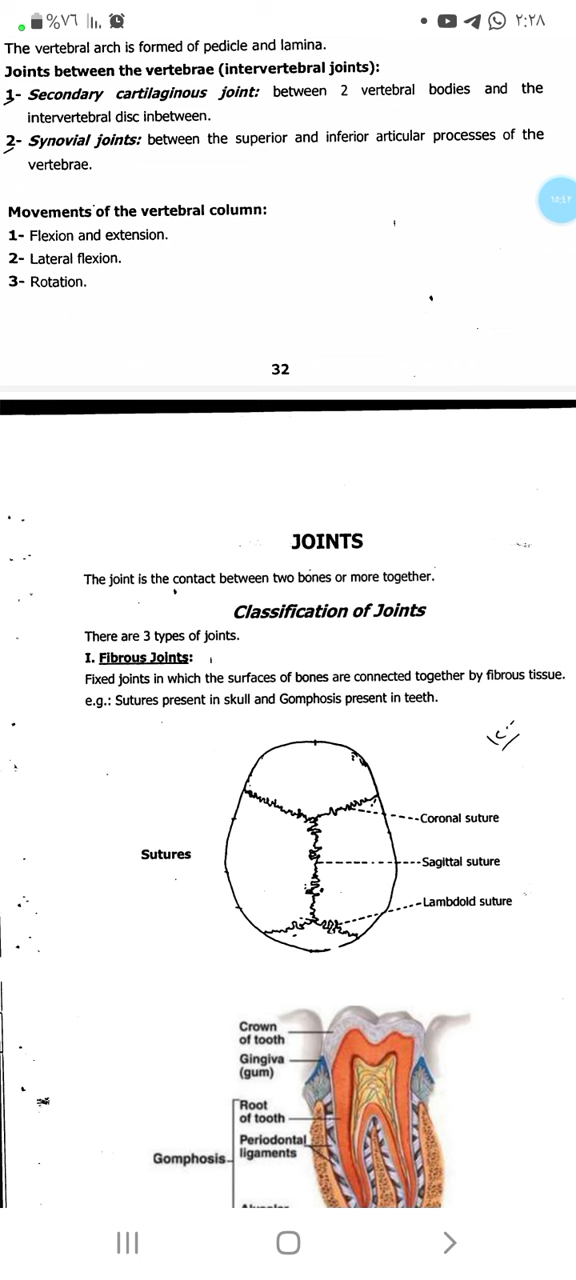 %٧٦
٢:٢٨
The vertebral arch is formed of pedicle and lamina.
Joints between the vertebrae (intervertebral joints):
1- Secondary cartilaginous joint: between 2 vertebral bodies and the
intervertebral disc inbetween.
2- Synovial joints: between the superior and inferior articular processes of the
vertebrae.
١٥:٤٢
Movements of the vertebral column:
1- Flexion and extension.
2- Lateral flexion.
3- Rotation.
32
JOINTS
The joint is the contact between two bones or more together.
Classification of Joints
There are 3 types of joints.
I. Fibrous Joints:
Fixed joints in which the surfaces of bones are connected together by fibrous tissue.
e.g.: Sutures present in skull and Gomphosis present in teeth.
Coronal suture
Sutures
Sagittal suture
Lambdold suture
Crown
of tooth
Gingiva
(gum)
Root
of tooth
Periodontal
ligaments
Gomphosis